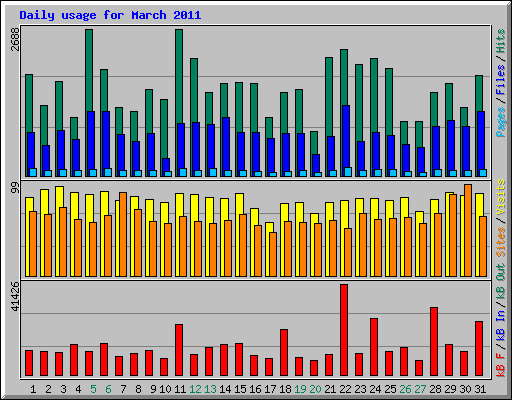 Daily usage for March 2011
2688
Pages / Files / Hits
99
Sites / Visits
41426
kB F / kB In / kB Out
1 2 3 4 5 6 7 8 9 10 11 12 13 14 15 16 17 18 19 20 21 22 23 24 25 26 27 28 29 30 31